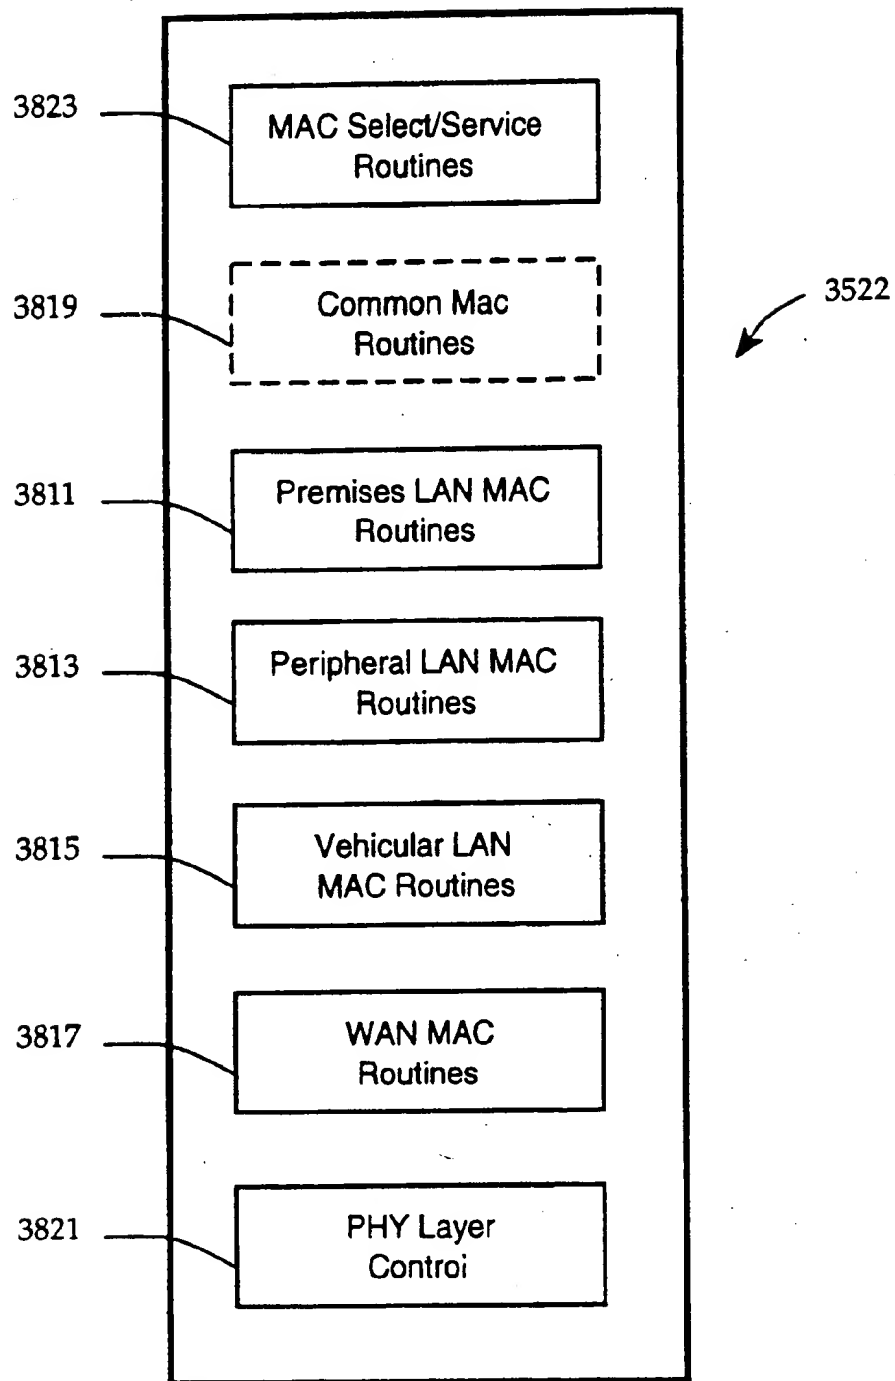 3823
MAC Select/Service
Routines
3819
Common Mac
Routines
3522
3811
Premises LAN MAC
Routines
3813
Peripheral LAN MAC
Routines
3815
Vehicular LAN
MAC Routines
3817
WAN MAC
Routines
3821
PHY Layer
Control